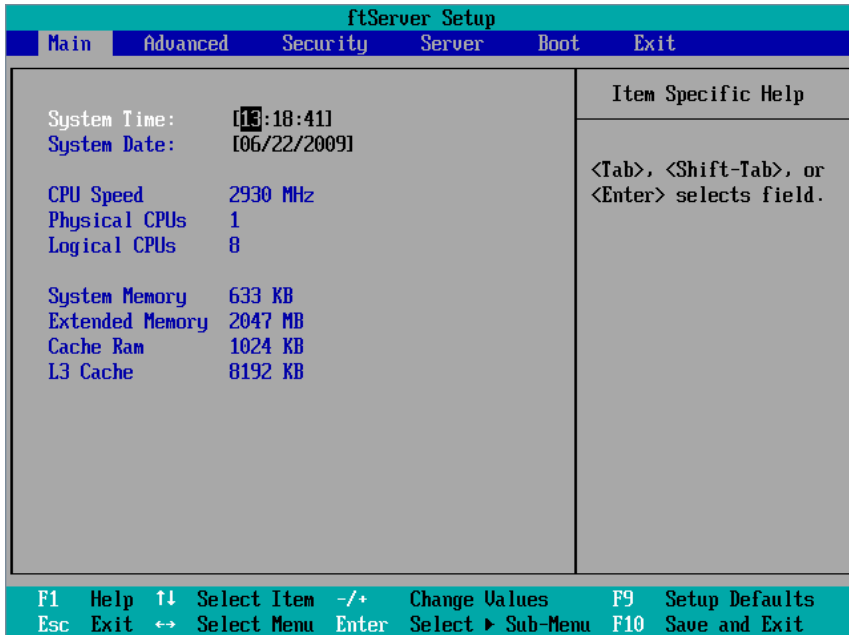 ftServer Setup
Main Advanced Security Server Boot Exit
System Time: [13:18:41]
System Date: [06/22/2009]
CPU Speed 2930 MHz
Physical CPUs 1
Logical CPUs 8
System Memory 633 KB
Extended Memory 2047 MB
Cache Ram 1024 KB
L3 Cache 8192 KB
Item Specific Help
<Tab>, <Shift-Tab>, or
<Enter> selects field.
F1 Help ↑↓ Select Item -/+ Change Values F9 Setup Defaults
Esc Exit ↔ Select Menu Enter Select ▶ Sub-Menu F10 Save and Exit